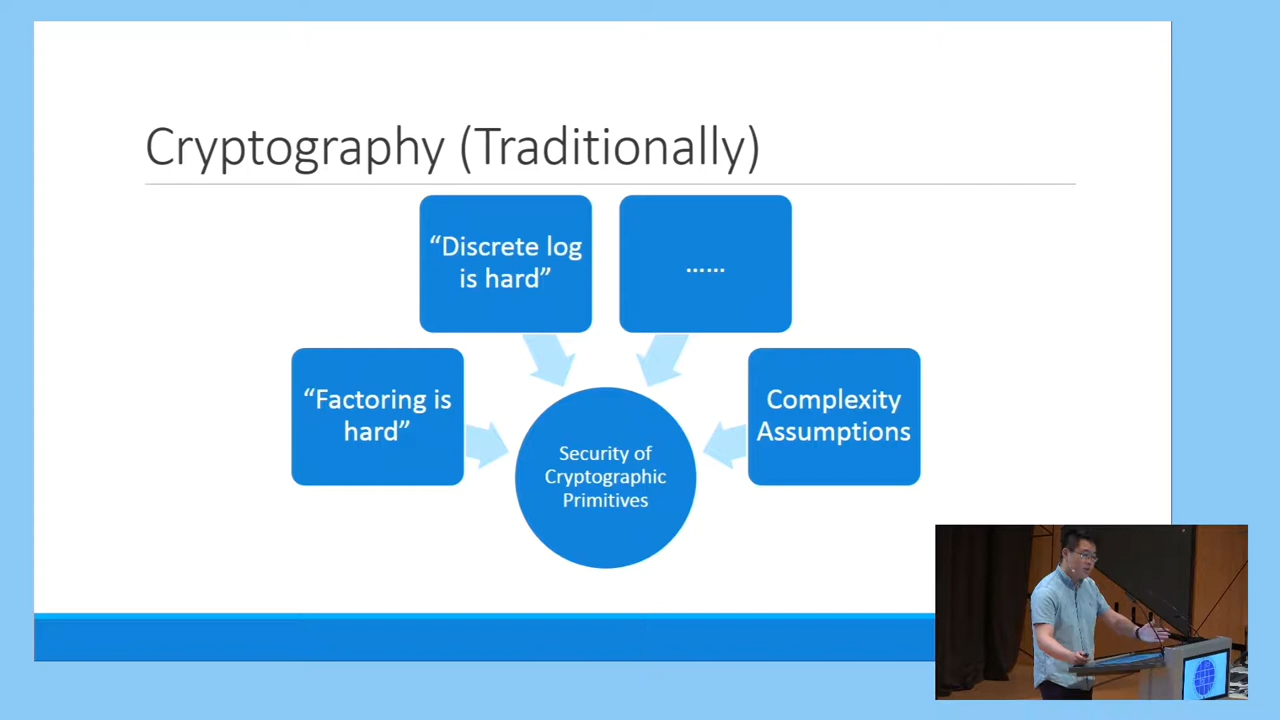 Cryptography (Traditionally)
“Discrete log
is hard”
......
“Factoring is
hard”
Complexity
Assumptions
Security of
Cryptographic
Primitives